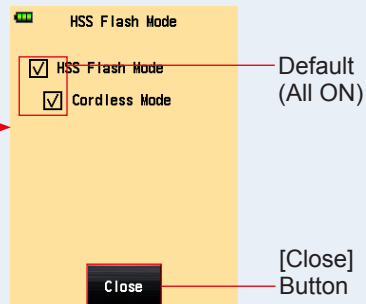 HSS Flash Mode
HSS Flash Mode
Cordless Mode
Default
(All ON)
Close
[Close]
Button